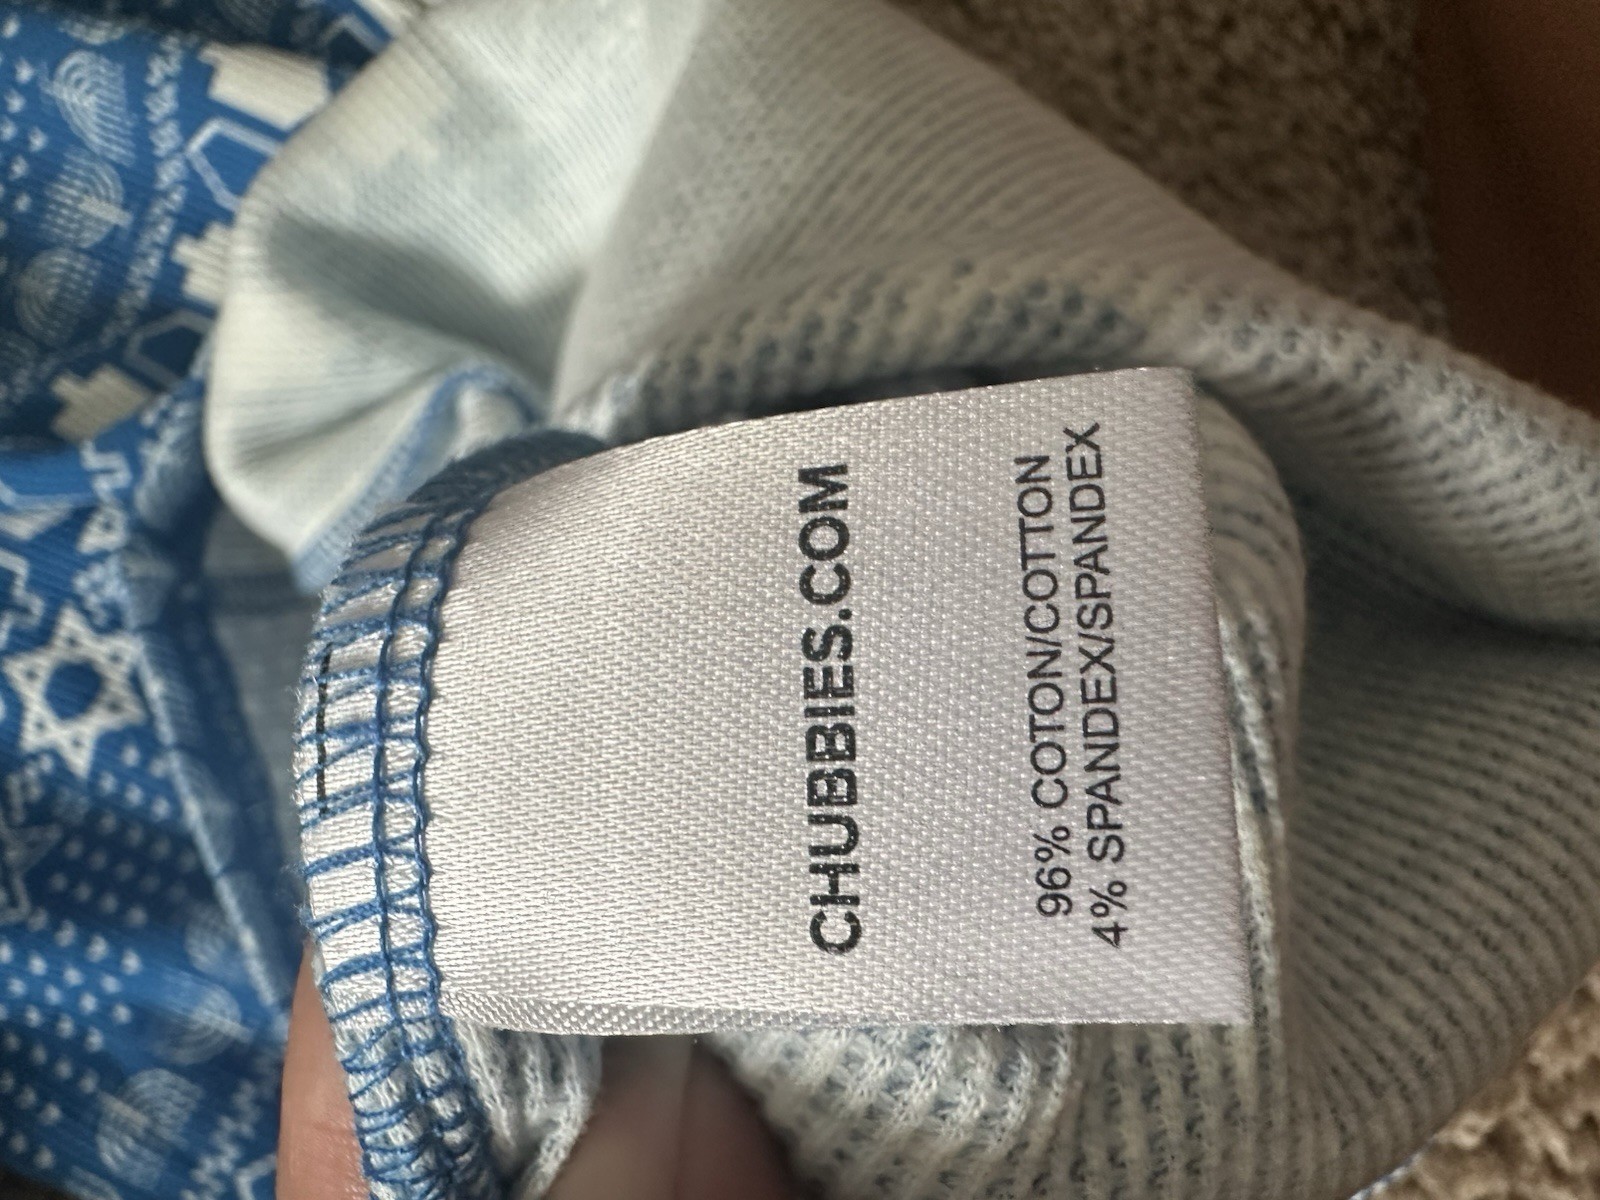 CHUBBIES.COM
96% COTON/COTTON
4% SPANDEX/SPANDEX